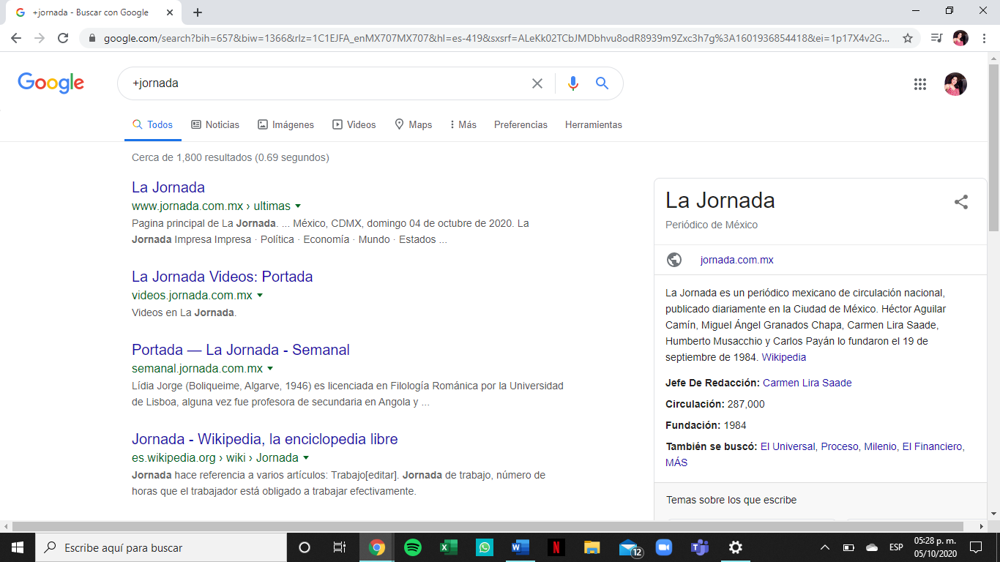 +jornada - Buscar con Google
google.com/search?bih=657&biw=1366&rlz=1C1EJFA_enMX707MX707&hl=es-419&sxsrf=ALeKk02TCbJMDbhvu8odR8939m9Zxc3h7g%3A1601936854418&ei=1p17X4v2G...
Google
+jornada
Todos
Noticias
Imágenes
Videos
Maps
Más
Preferencias
Herramientas
Cerca de 1,800 resultados (0.69 segundos)
La Jornada
www.jornada.com.mx › ultimas
Pagina principal de La Jornada. ... México, CDMX, domingo 04 de octubre de 2020. La
Jornada Impresa Impresa · Política · Economía · Mundo · Estados ...
La Jornada Videos: Portada
videos.jornada.com.mx
Videos en La Jornada.
Portada — La Jornada - Semanal
semanal.jornada.com.mx
Lídia Jorge (Boliqueime, Algarve, 1946) es licenciada en Filología Románica por la Universidad
de Lisboa, alguna vez fue profesora de secundaria en Angola y ...
Jornada - Wikipedia, la enciclopedia libre
es.wikipedia.org › wiki › Jornada
Jornada hace referencia a varios artículos: Trabajo[editar]. Jornada de trabajo, número de
horas que el trabajador está obligado a trabajar efectivamente.
La Jornada
Periódico de México
jornada.com.mx
La Jornada es un periódico mexicano de circulación nacional,
publicado diariamente en la Ciudad de México. Héctor Aguilar
Camín, Miguel Ángel Granados Chapa, Carmen Lira Saade,
Humberto Musacchio y Carlos Payán lo fundaron el 19 de
septiembre de 1984. Wikipedia
Jefe De Redacción: Carmen Lira Saade
Circulación: 287,000
Fundación: 1984
También se buscó: El Universal, Proceso, Milenio, El Financiero,
MÁS
Temas sobre los que escribe
Escribe aquí para buscar
12
ESP
05:28 p. m.
05/10/2020